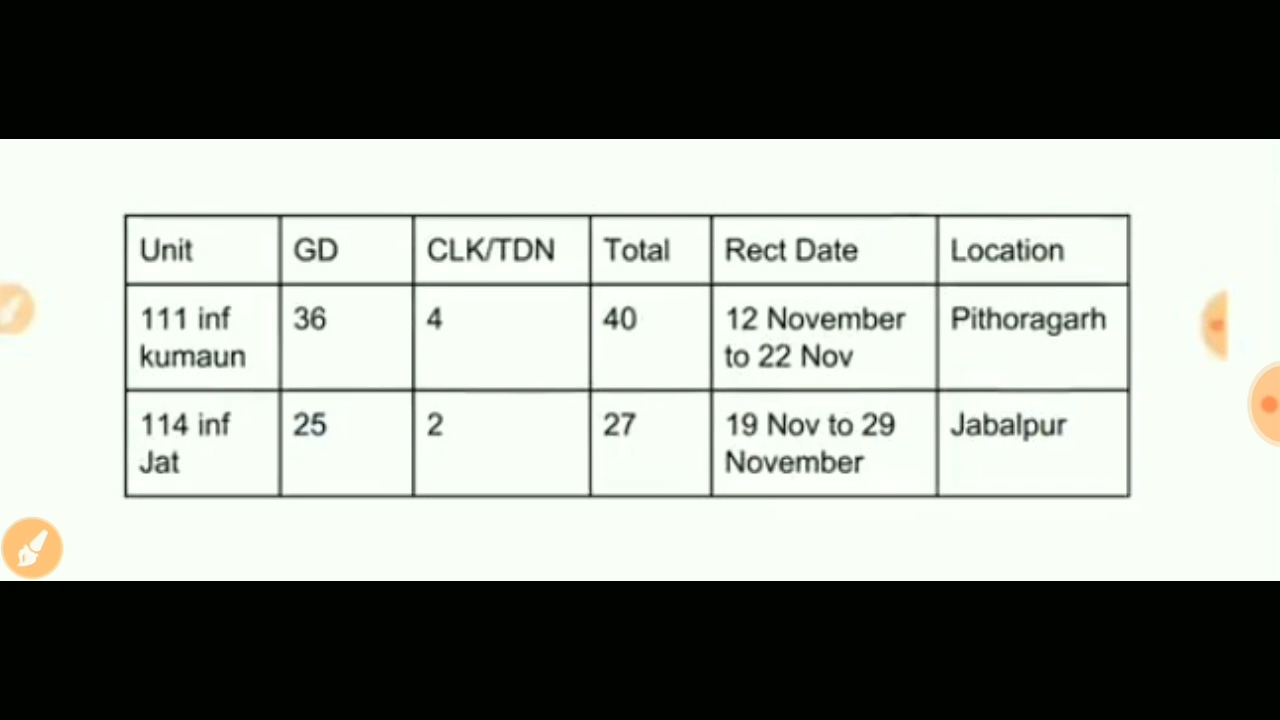 Unit GD CLK/TDN Total Rect Date Location
111 inf 36 4 40 12 November Pithoragarh
kumaun to 22 Nov
114 inf 25 2 27 19 Nov to 29 Jabalpur
Jat November